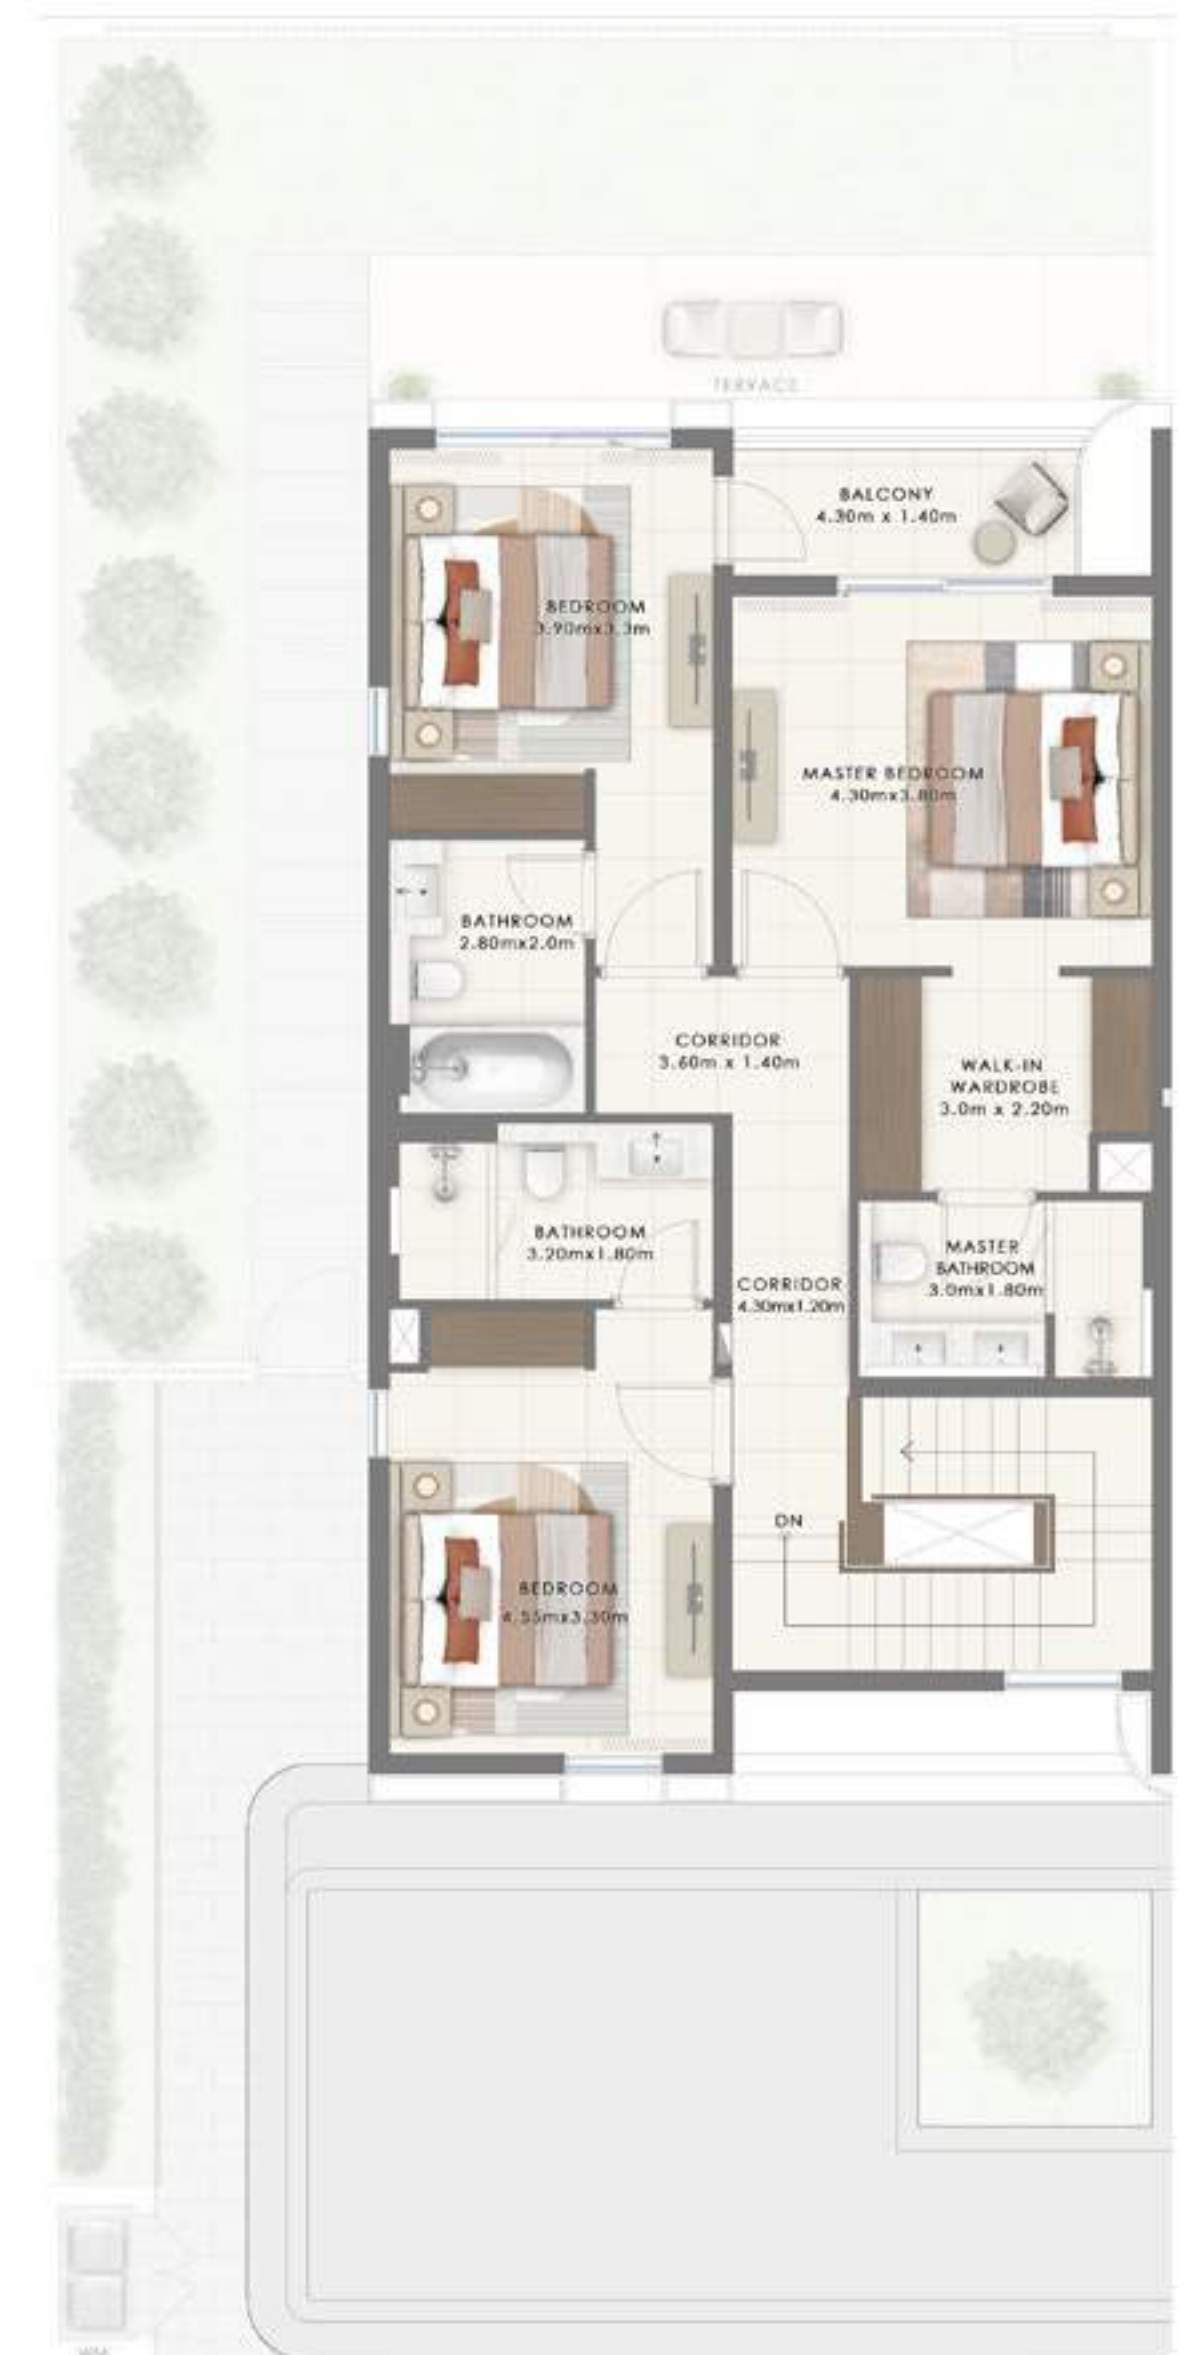 TERRACE
BALCONY
4.30m x 1.40m
BEDROOM
3.90mx3.3m
MASTER BEDROOM
4.30mx3.80m
BATHROOM
2.80mx2.0m
CORRIDOR
3.60m x 1.40m
WALK-IN
WARDROBE
3.0m x 2.20m
BATHROOM
3.20mx1.80m
MASTER
BATHROOM
3.0mx1.80m
CORRIDOR
4.30mx1.20m
DN
BEDROOM
4.55mx3.30m